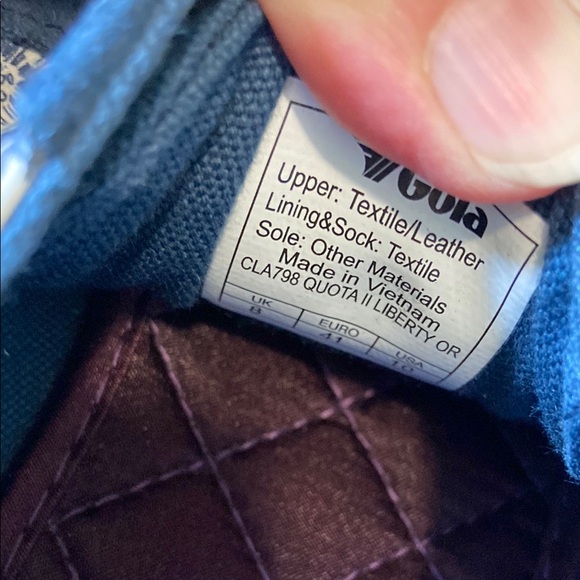 Gola
Upper: Textile/Leather
Lining&Sock: Textile
Sole: Other Materials
Made in Vietnam
CLA798 QUOTA II LIBERTY OR
UK EURO USA
8 41 10